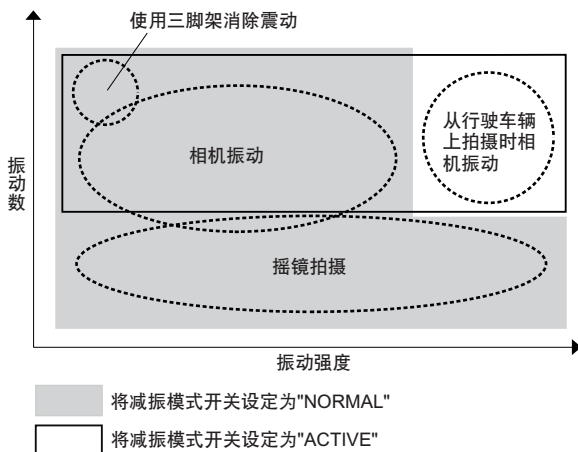 使用三脚架消除震动
从行驶车辆
上拍摄时相
机振动
相机振动
振动数
摇镜拍摄
振动强度
将减振模式开关设定为"NORMAL"
将减振模式开关设定为"ACTIVE"